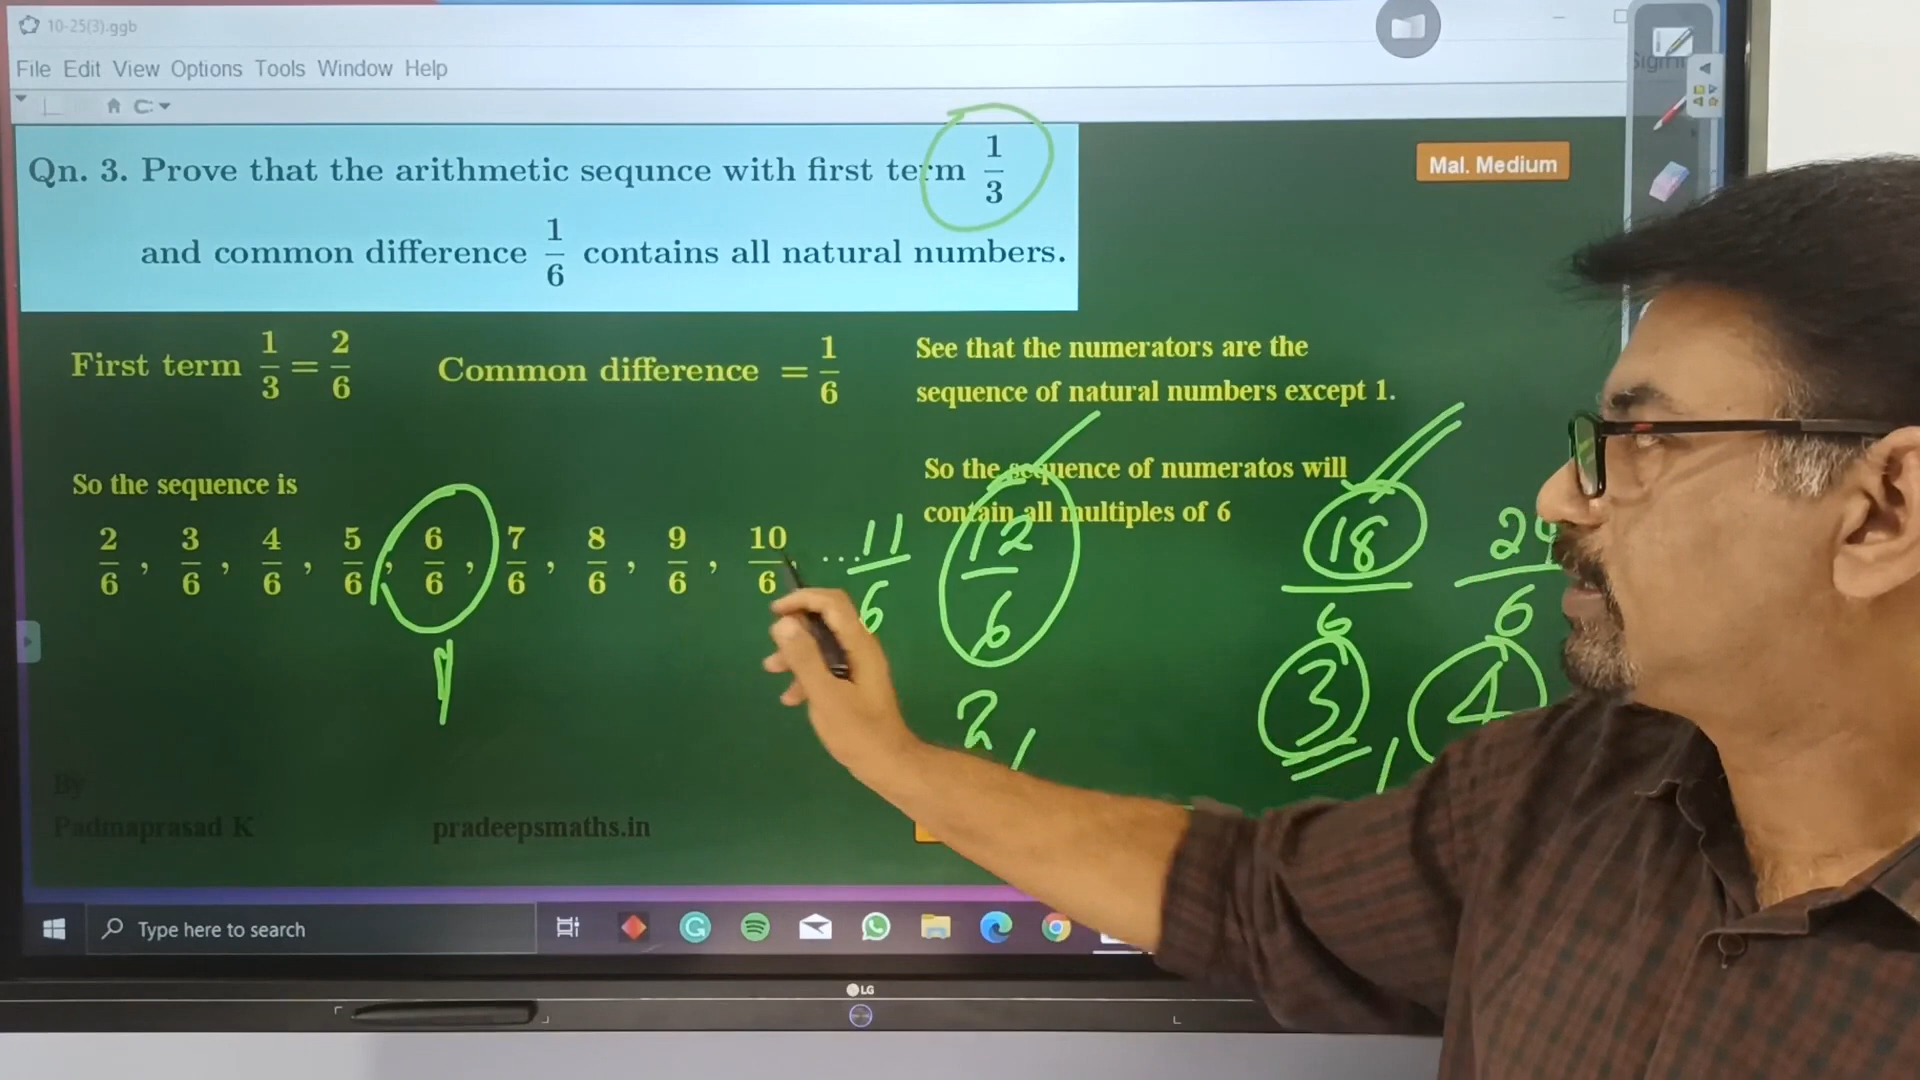 10-25(3).ggb
File Edit View Options Tools Window Help
C:
Qn. 3. Prove that the arithmetic sequnce with first term 1/3
and common difference 1/6 contains all natural numbers.
Mal. Medium
First term 1/3 = 2/6
Common difference = 1/6
See that the numerators are the
sequence of natural numbers except 1.
So the sequence of numeratos will
contain all multiples of 6
So the sequence is
2/6 , 3/6 , 4/6 , 5/6 , 6/6 , 7/6 , 8/6 , 9/6 , 10/6, ... 11/6 12/6 18/6 24/6
1 2, 3, 4
By
Padmaprasad K
pradeepsmaths.in
Type here to search
LG